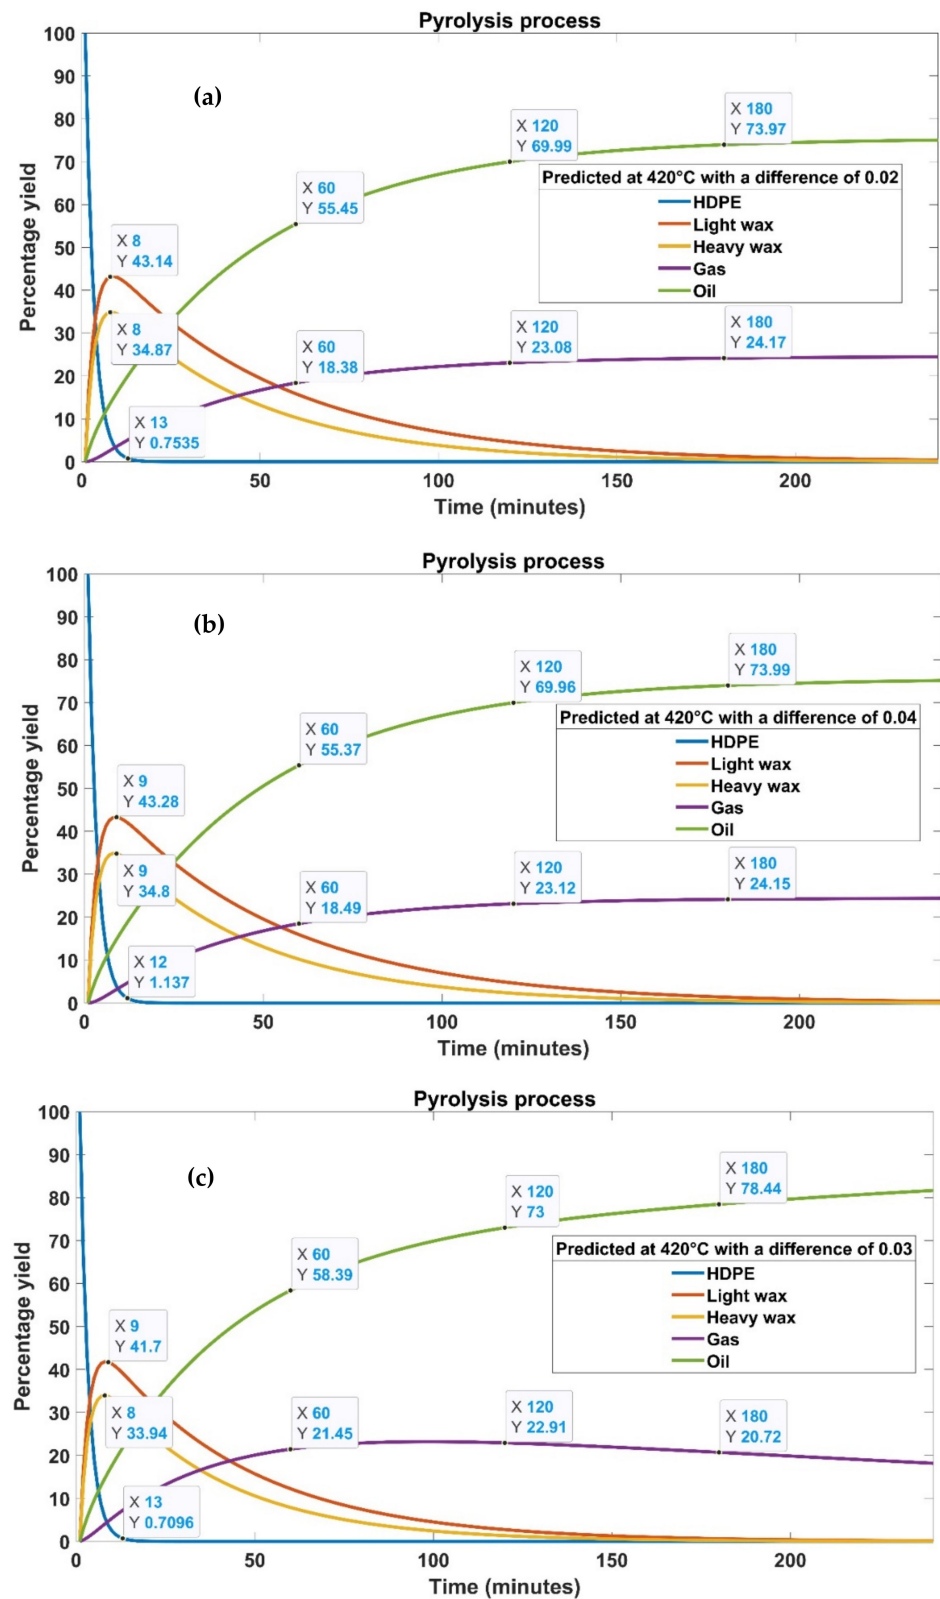 Pyrolysis process
(a)
100
90
80
70
60
50
40
30
20
10
0
Percentage yield
X 8
Y 43.14
X 8
Y 34.87
X 13
Y 0.7535
X 60
Y 55.45
X 60
Y 18.38
X 120
Y 69.99
X 120
Y 23.08
X 180
Y 73.97
X 180
Y 24.17
Predicted at 420°C with a difference of 0.02
HDPE
Light wax
Heavy wax
Gas
Oil
0 50 100 150 200
Time (minutes)
Pyrolysis process
(b)
100
90
80
70
60
50
40
30
20
10
0
Percentage yield
X 9
Y 43.28
X 9
Y 34.8
X 12
Y 1.137
X 60
Y 55.37
X 60
Y 18.49
X 120
Y 69.96
X 120
Y 23.12
X 180
Y 73.99
X 180
Y 24.15
Predicted at 420°C with a difference of 0.04
HDPE
Light wax
Heavy wax
Gas
Oil
0 50 100 150 200
Time (minutes)
Pyrolysis process
(c)
100
90
80
70
60
50
40
30
20
10
0
Percentage yield
X 9
Y 41.7
X 8
Y 33.94
X 13
Y 0.7096
X 60
Y 58.39
X 60
Y 21.45
X 120
Y 73
X 120
Y 22.91
X 180
Y 78.44
X 180
Y 20.72
Predicted at 420°C with a difference of 0.03
HDPE
Light wax
Heavy wax
Gas
Oil
0 50 100 150 200
Time (minutes)